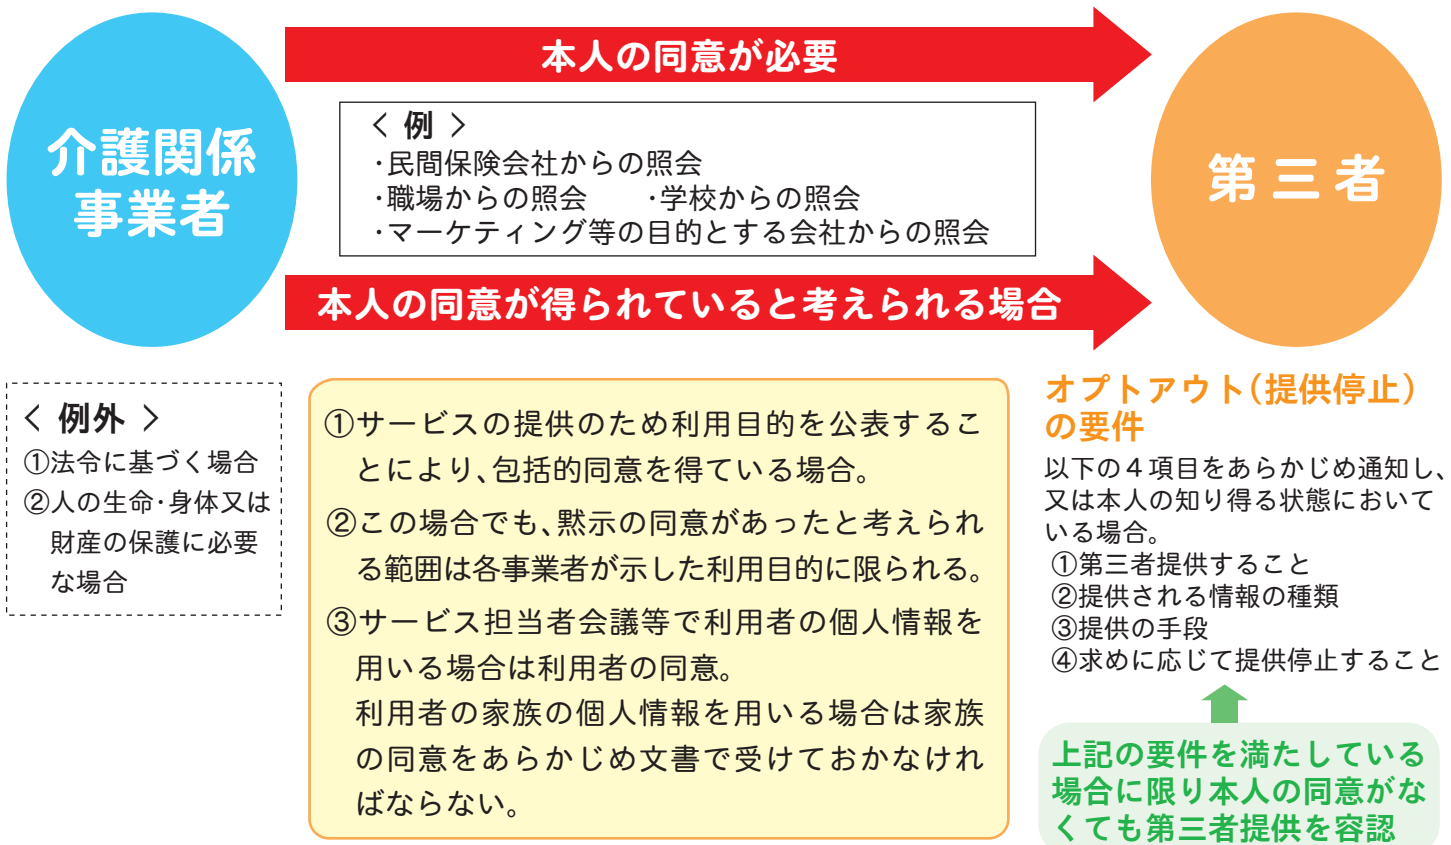 介護関係
事業者
本人の同意が必要
〈 例 〉
・民間保険会社からの照会
・職場からの照会　　・学校からの照会
・マーケティング等の目的とする会社からの照会
本人の同意が得られていると考えられる場合
第三者
〈 例外 〉
①法令に基づく場合
②人の生命・身体又は
財産の保護に必要
な場合
①サービスの提供のため利用目的を公表するこ
とにより、包括的同意を得ている場合。
②この場合でも、黙示の同意があったと考えられ
る範囲は各事業者が示した利用目的に限られる。
③サービス担当者会議等で利用者の個人情報を
用いる場合は利用者の同意。
利用者の家族の個人情報を用いる場合は家族
の同意をあらかじめ文書で受けておかなけれ
ばならない。
オプトアウト（提供停止）
の要件
以下の４項目をあらかじめ通知し、
又は本人の知り得る状態において
いる場合。
①第三者提供すること
②提供される情報の種類
③提供の手段
④求めに応じて提供停止すること
上記の要件を満たしている
場合に限り本人の同意がな
くても第三者提供を容認